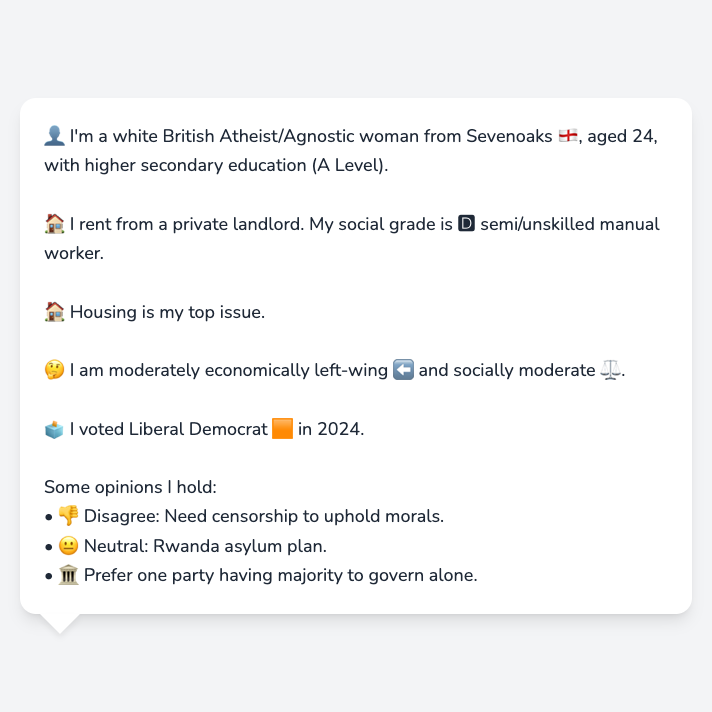 👤 I'm a white British Atheist/Agnostic woman from Sevenoaks 🏴󠁧󠁢󠁥󠁮󠁧󠁿, aged 24,
with higher secondary education (A Level).
🏠 I rent from a private landlord. My social grade is 🅳 semi/unskilled manual
worker.
🏠 Housing is my top issue.
🤔 I am moderately economically left-wing ⬅️ and socially moderate ⚖️.
🗳️ I voted Liberal Democrat 🟧 in 2024.
Some opinions I hold:
• 👎 Disagree: Need censorship to uphold morals.
• 😐 Neutral: Rwanda asylum plan.
• 🏛️ Prefer one party having majority to govern alone.